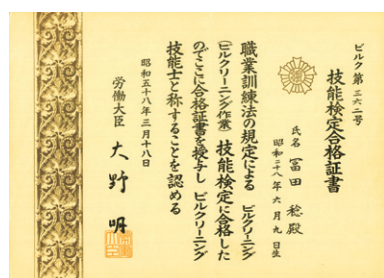 ビルク第三六二号
技能検定合格証書
氏名 冨田 稔殿
昭和二十八年六月九日生
職業訓練法の規定による ビルクリーニング
(ビルクリーニング作業) 技能検定に合格した
のでここに合格証書を授与し ビルクリーニング
技能士と称することを認める
昭和五十八年三月十八日
労働大臣 大野 明